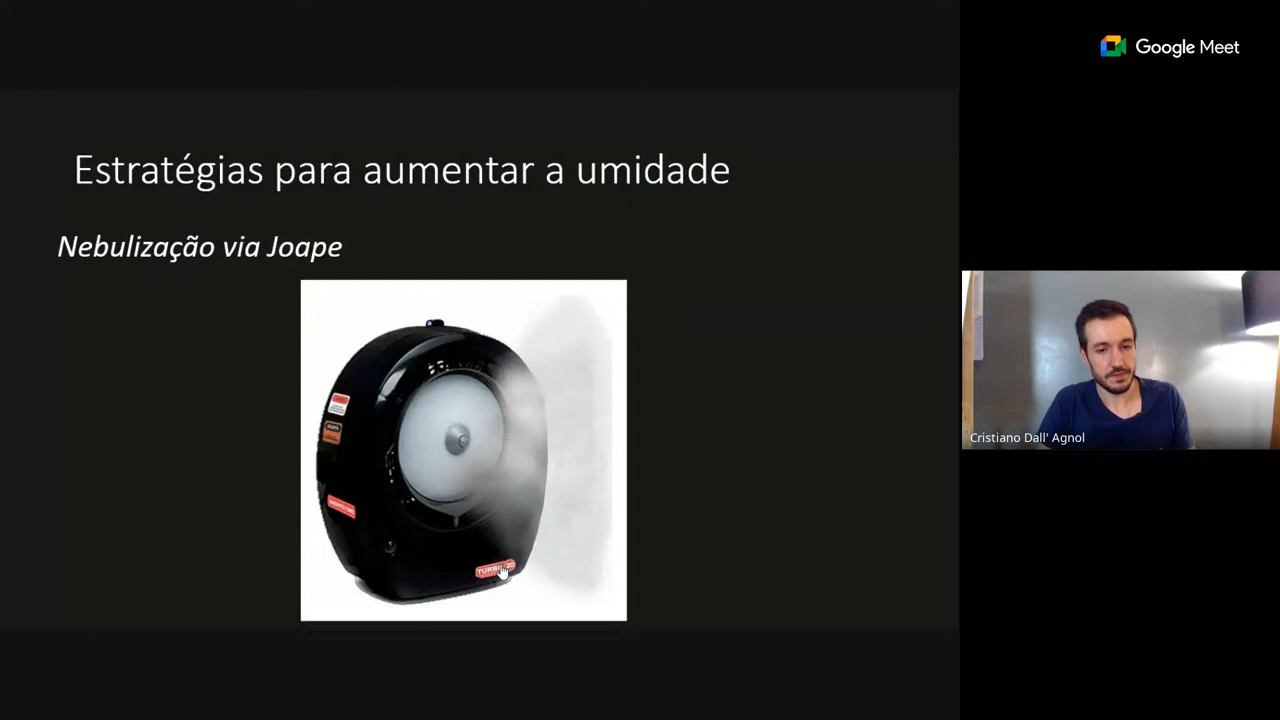 Google Meet
Estratégias para aumentar a umidade
Nebulização via Joape
Cristiano Dall' Agnol